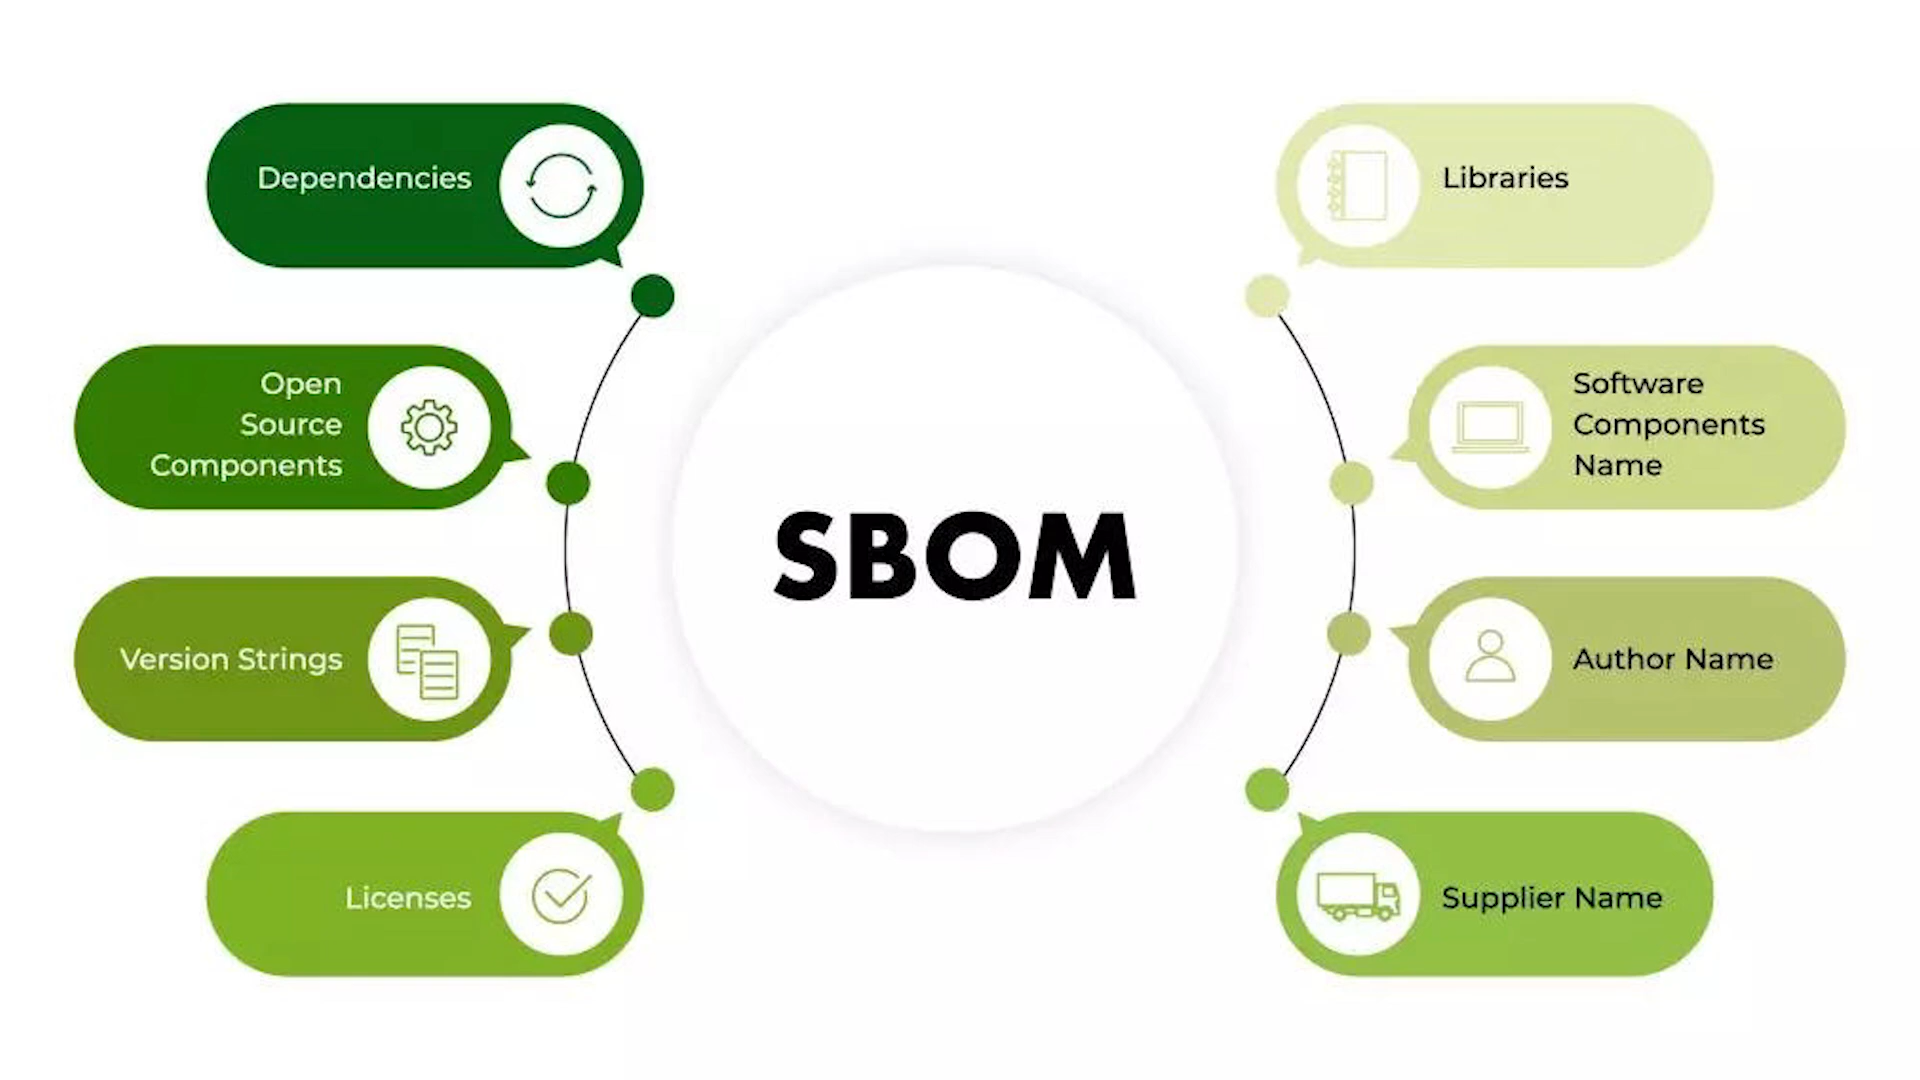 Dependencies
Open
Source
Components
Version Strings
Licenses
SBOM
Libraries
Software
Components
Name
Author Name
Supplier Name